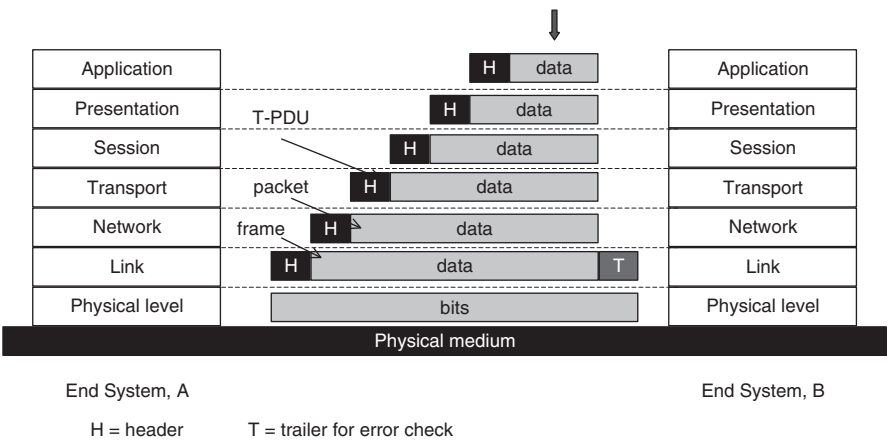 Application H data Application
Presentation H data Presentation
T-PDU
Session H data Session
Transport H data Transport
packet
Network H data Network
frame
Link H data T Link
Physical level bits Physical level
Physical medium
End System, A End System, B
H = header T = trailer for error check